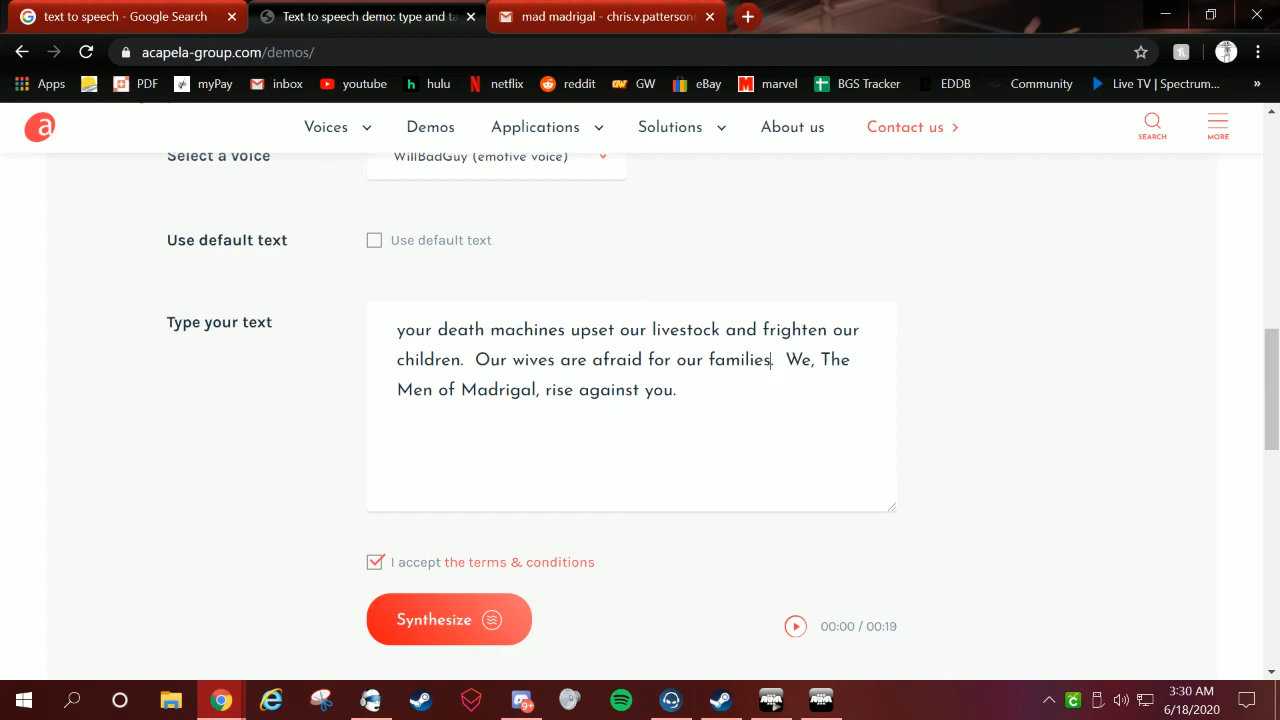 text to speech - Google Search
Text to speech demo: type and ta
mad madrigal - chris.v.patterson
acapela-group.com/demos/
Apps
PDF
myPay
inbox
youtube
hulu
netflix
reddit
GW
eBay
marvel
BGS Tracker
EDDB
Community
Live TV | Spectrum...
»
a
Voices
Demos
Applications
Solutions
About us
Contact us >
SEARCH
MORE
Select a voice
WillBadGuy (emotive voice)
Use default text
Use default text
Type your text
your death machines upset our livestock and frighten our
children. Our wives are afraid for our families. We, The
Men of Madrigal, rise against you.
I accept the terms & conditions
Synthesize
00:00 / 00:19
3:30 AM
6/18/2020